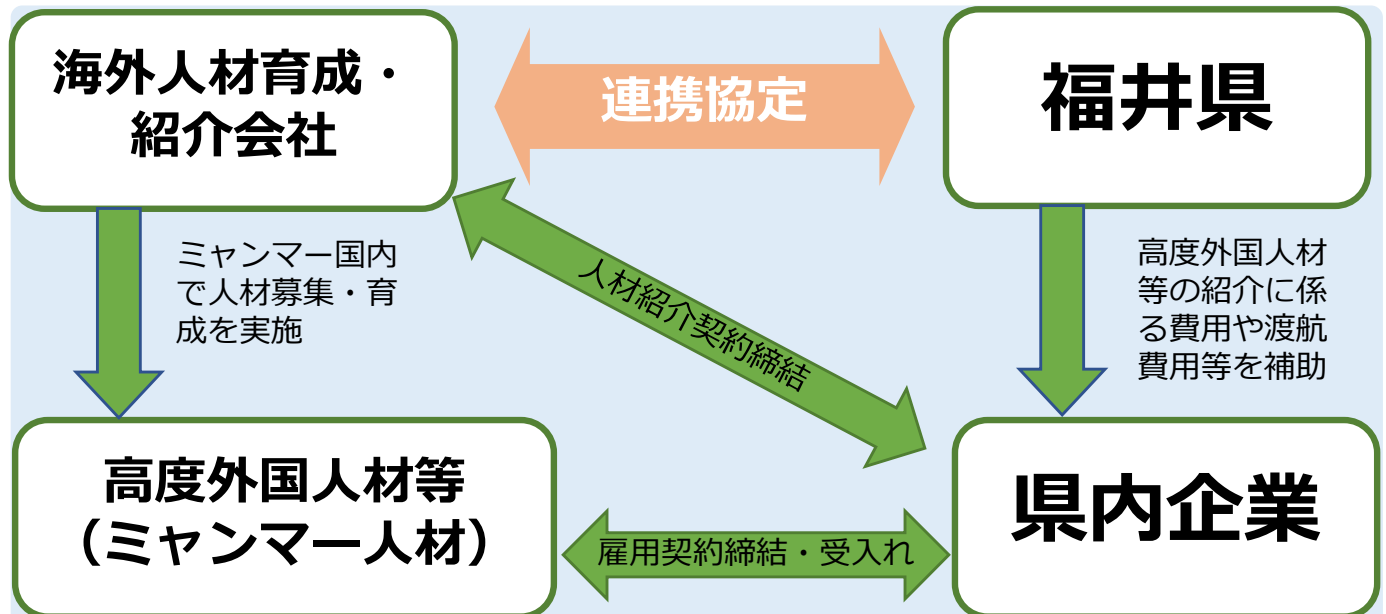 海外人材育成・
紹介会社
連携協定
福井県
ミャンマー国内
で人材募集・育
成を実施
人材紹介契約締結
高度外国人材
等の紹介に係
る費用や渡航
費用等を補助
高度外国人材等
（ミャンマー人材）
雇用契約締結・受入れ
県内企業